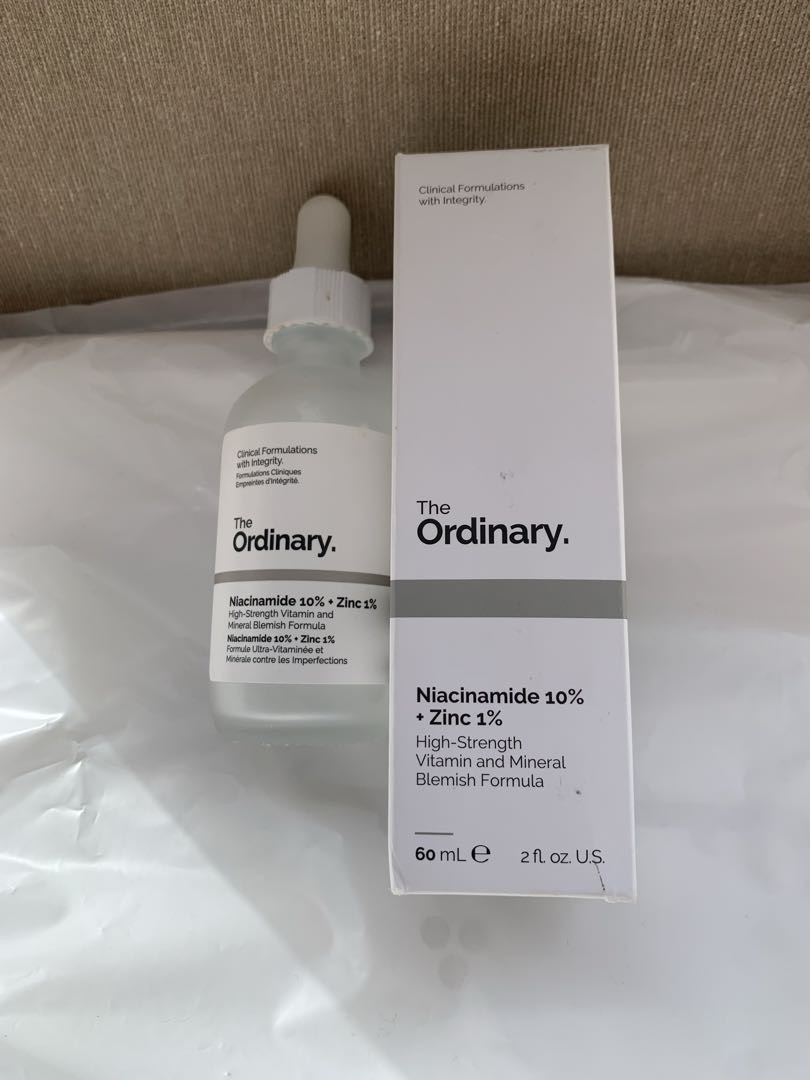 Clinical Formulations
with Integrity.
Formulations Cliniques
Empreintes d'Intégrité.
The
Ordinary.
Niacinamide 10% + Zinc 1%
High-Strength Vitamin and
Mineral Blemish Formula
Niacinamide 10% + Zinc 1%
Formule Ultra-Vitaminée et
Minérale contre les Imperfections
Clinical Formulations
with Integrity.
The
Ordinary.
Niacinamide 10%
+ Zinc 1%
High-Strength
Vitamin and Mineral
Blemish Formula
60 mL ℮ 2 fl. oz. U.S.